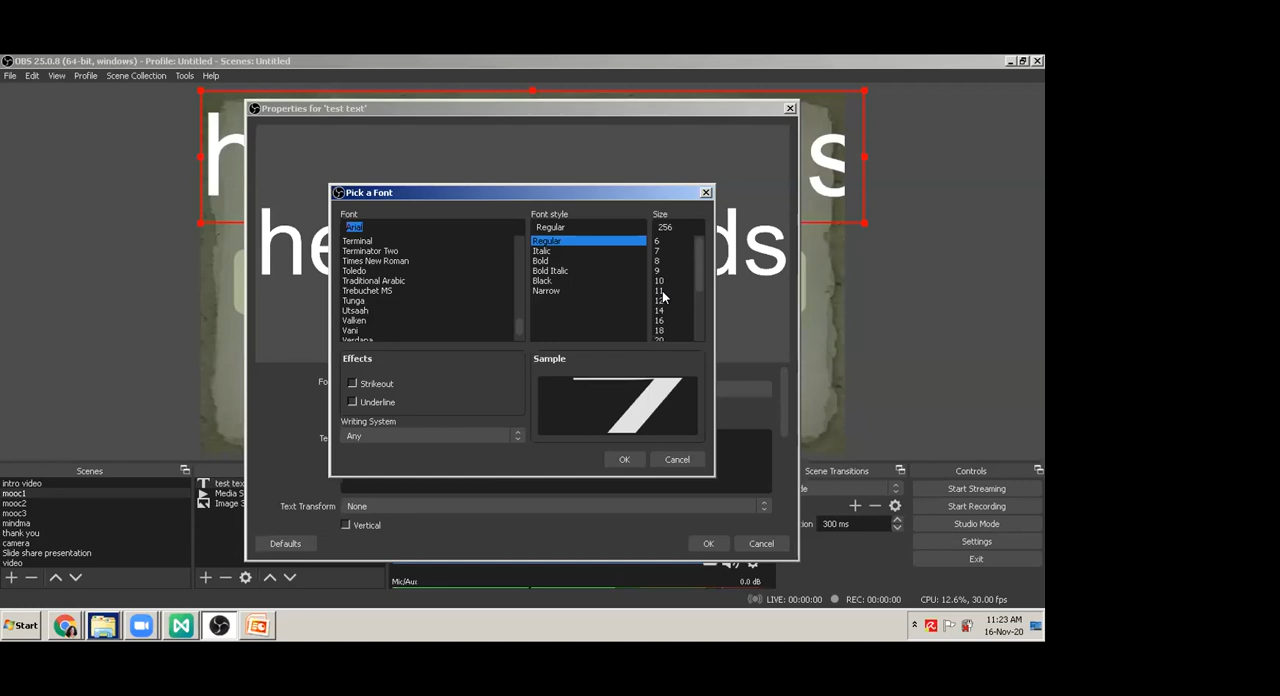 OBS 25.0.8 (64-bit, windows) - Profile: Untitled - Scenes: Untitled
File Edit View Profile Scene Collection Tools Help
Properties for 'test text'
h s
he ds
Pick a Font
Font Font style Size
Arial Regular 256
Terminal Regular 6
Terminator Two Italic 7
Times New Roman Bold 8
Toledo Bold Italic 9
Traditional Arabic Black 10
Trebuchet MS Narrow 11
Tunga 12
Utsaah 14
Valken 16
Vani 18
Verdana 20
Effects Sample
Strikeout
Underline
Writing System
Any
OK Cancel
Text Transform None
Vertical
Defaults OK Cancel
Scenes Scene Transitions Controls
intro video
mooc1
mooc2
mooc3
mindma
thank you
camera
Slide share presentation
video
test tex
Media S
Image
300 ms
Start Streaming
Start Recording
Studio Mode
Settings
Exit
Mic/Aux 0.0 dB
LIVE: 00:00:00 REC: 00:00:00 CPU: 12.6%, 30.00 fps
Start 11:23 AM
16-Nov-20